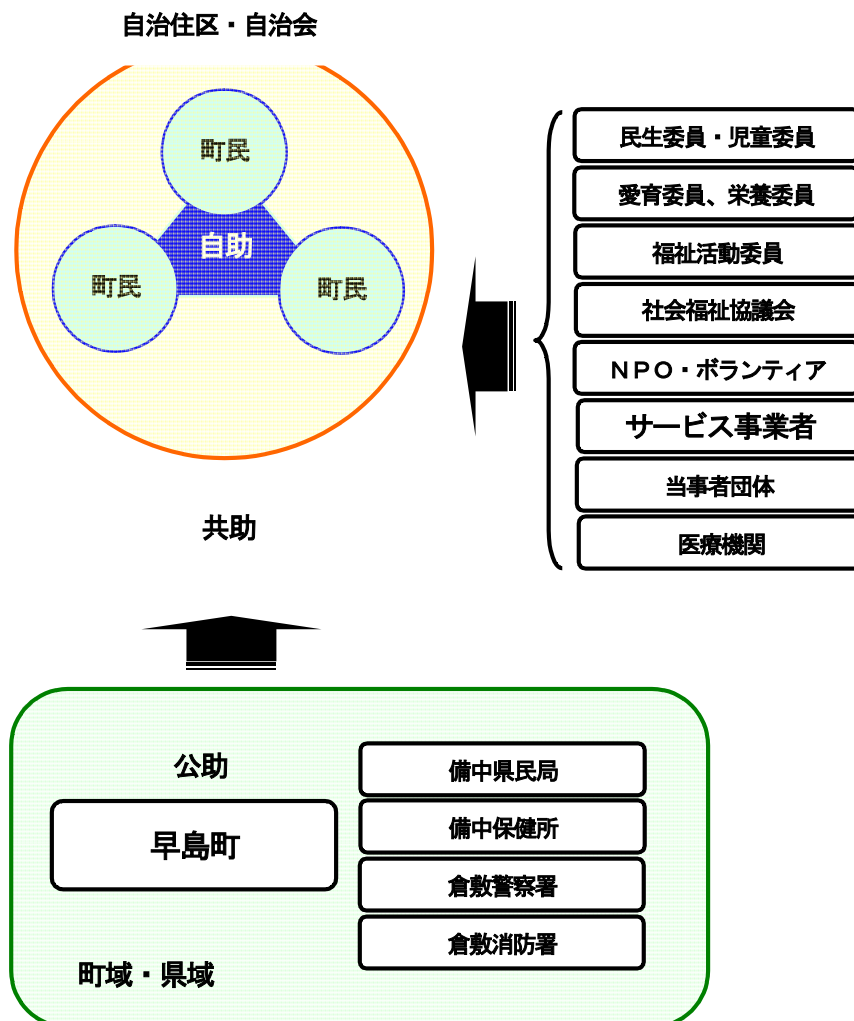 自治住区・自治会
町民
自助
町民
町民
民生委員・児童委員
愛育委員、栄養委員
福祉活動委員
社会福祉協議会
ＮＰＯ・ボランティア
サービス事業者
当事者団体
医療機関
共助
公助
早島町
町域・県域
備中県民局
備中保健所
倉敷警察署
倉敷消防署